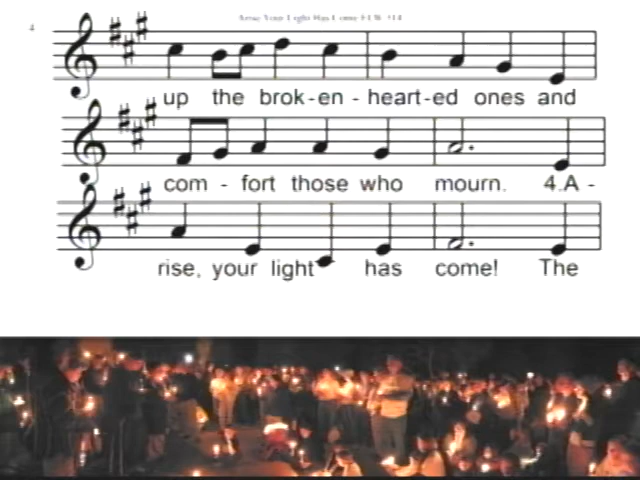 4
Arise Your Light Has Come ELW 314
up the brok-en - heart-ed ones and
com - fort those who mourn. 4.A -
rise, your light has come! The